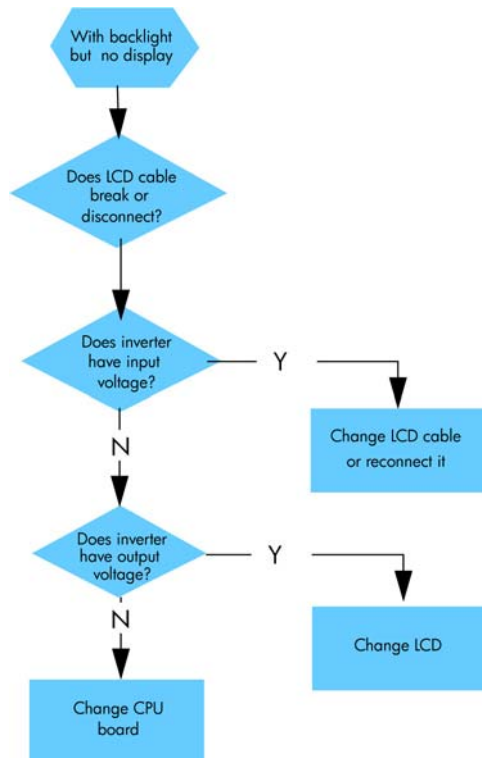 With backlight
but no display
Does LCD cable
break or
disconnect?
Does inverter
have input
voltage?
Y
Change LCD cable
or reconnect it
N
Does inverter
have output
voltage?
Y
Change LCD
N
Change CPU
board